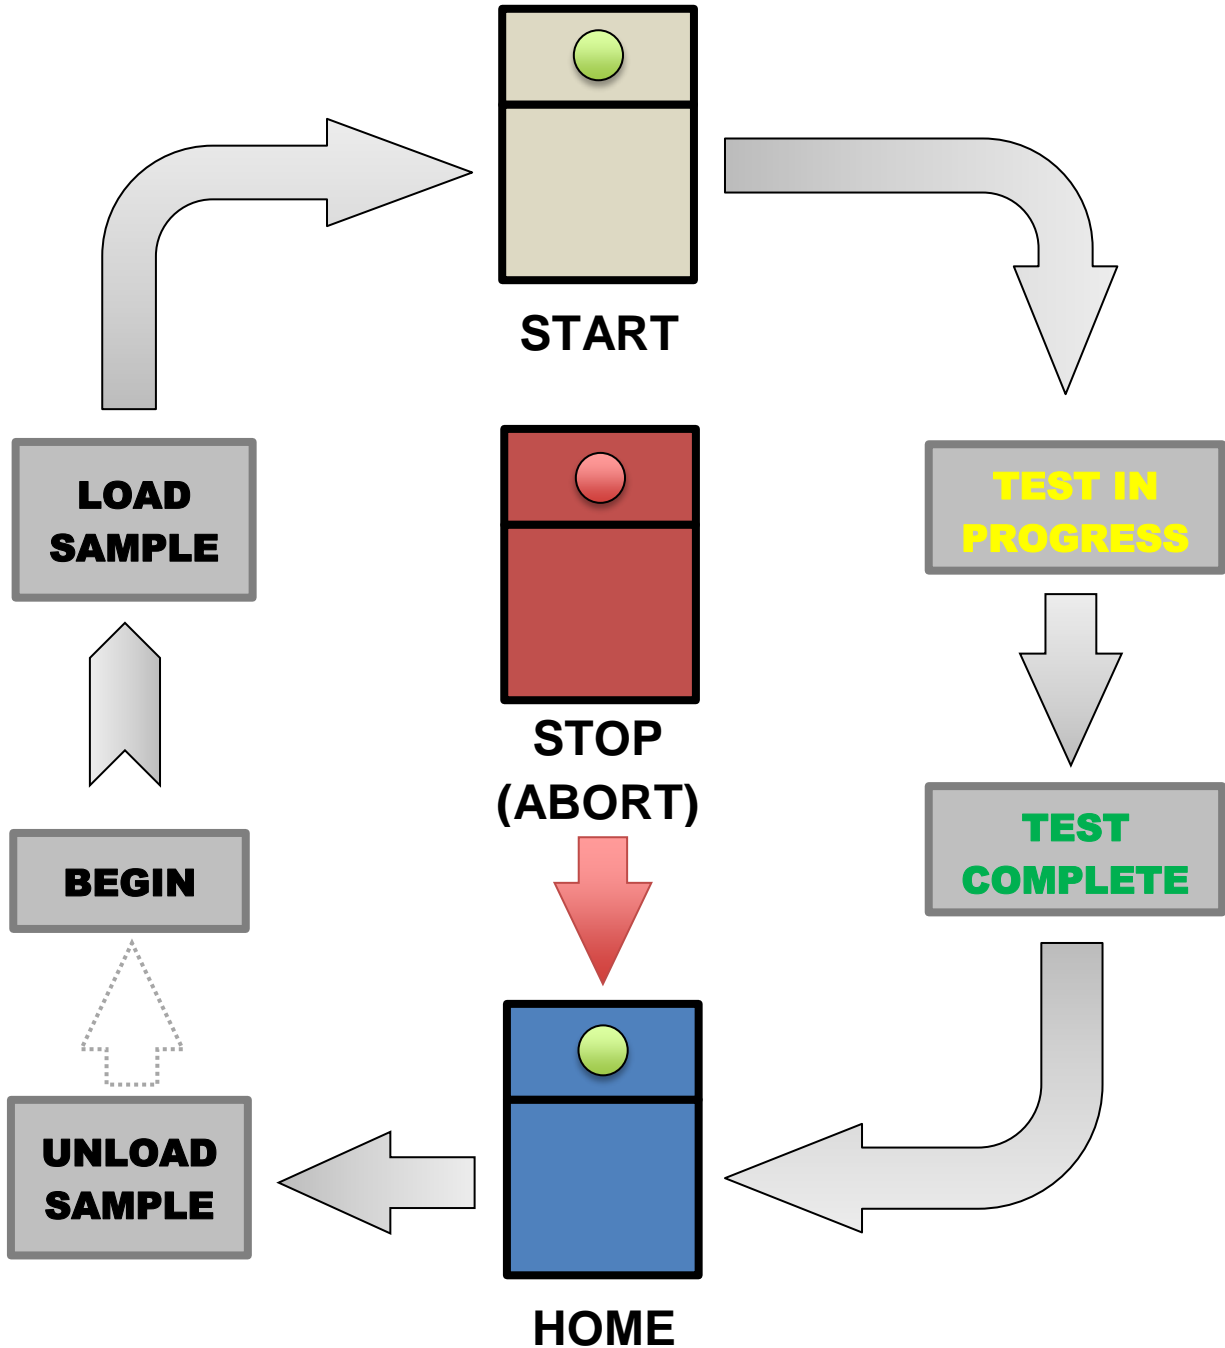 START
LOAD
SAMPLE
TEST IN
PROGRESS
STOP
(ABORT)
TEST
COMPLETE
BEGIN
UNLOAD
SAMPLE
HOME